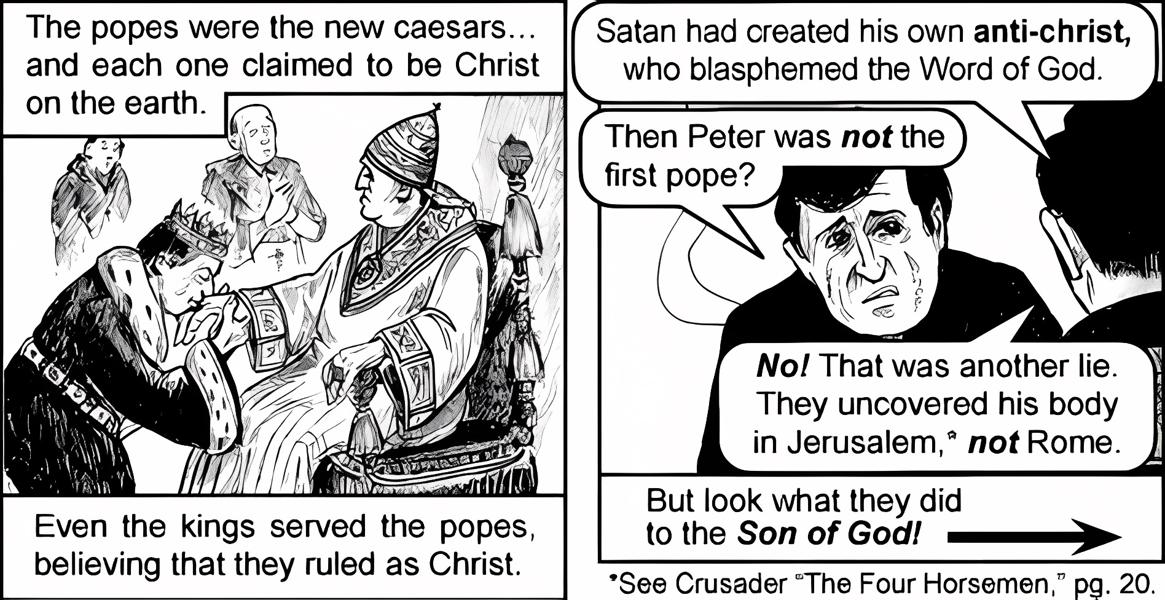 The popes were the new caesars...
and each one claimed to be Christ
on the earth.
Even the kings served the popes,
believing that they ruled as Christ.
Satan had created his own anti-christ,
who blasphemed the Word of God.
Then Peter was not the
first pope?
No! That was another lie.
They uncovered his body
in Jerusalem,* not Rome.
But look what they did
to the Son of God!
*See Crusader "The Four Horsemen," pg. 20.